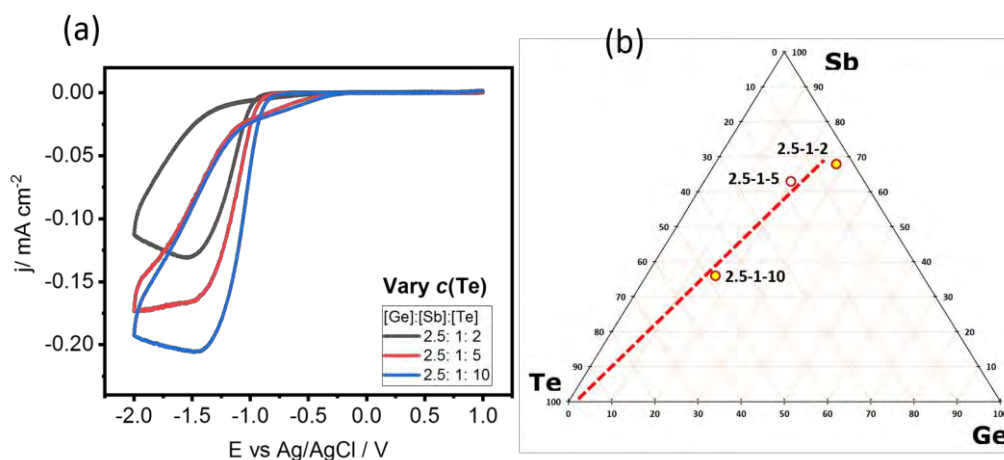 (a)
0.00
-0.05
-0.10
-0.15
-0.20
j/ mA cm⁻²
Vary c(Te)
[Ge]:[Sb]:[Te]
2.5: 1: 2
2.5: 1: 5
2.5: 1: 10
-2.0 -1.5 -1.0 -0.5 0.0 0.5 1.0
E vs Ag/AgCl / V
(b)
0 100
Sb
10 90
20 80
30 70
40 60
50 50
60 40
70 30
80 20
90 10
100 0
2.5-1-2
2.5-1-5
2.5-1-10
Te
0 10 20 30 40 50 60 70 80 90 100
Ge